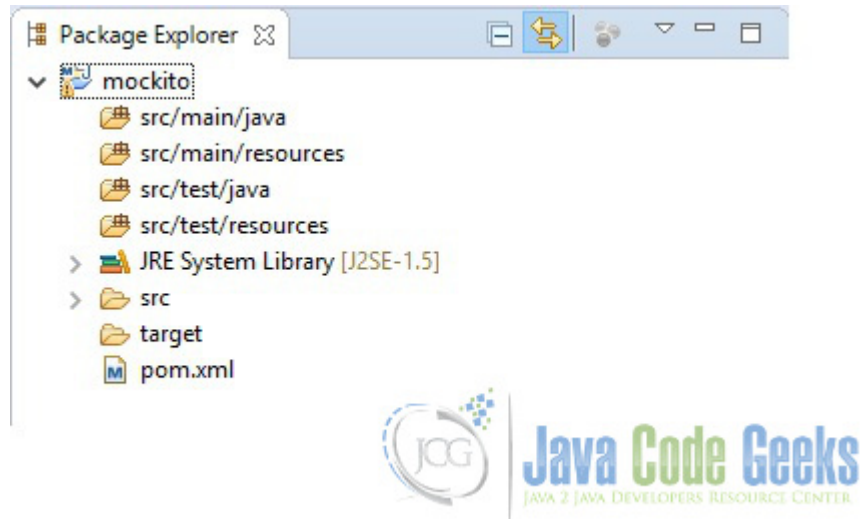 Package Explorer
mockito
src/main/java
src/main/resources
src/test/java
src/test/resources
JRE System Library [J2SE-1.5]
src
target
pom.xml
JCG
Java Code Geeks
JAVA 2 JAVA DEVELOPERS RESOURCE CENTER